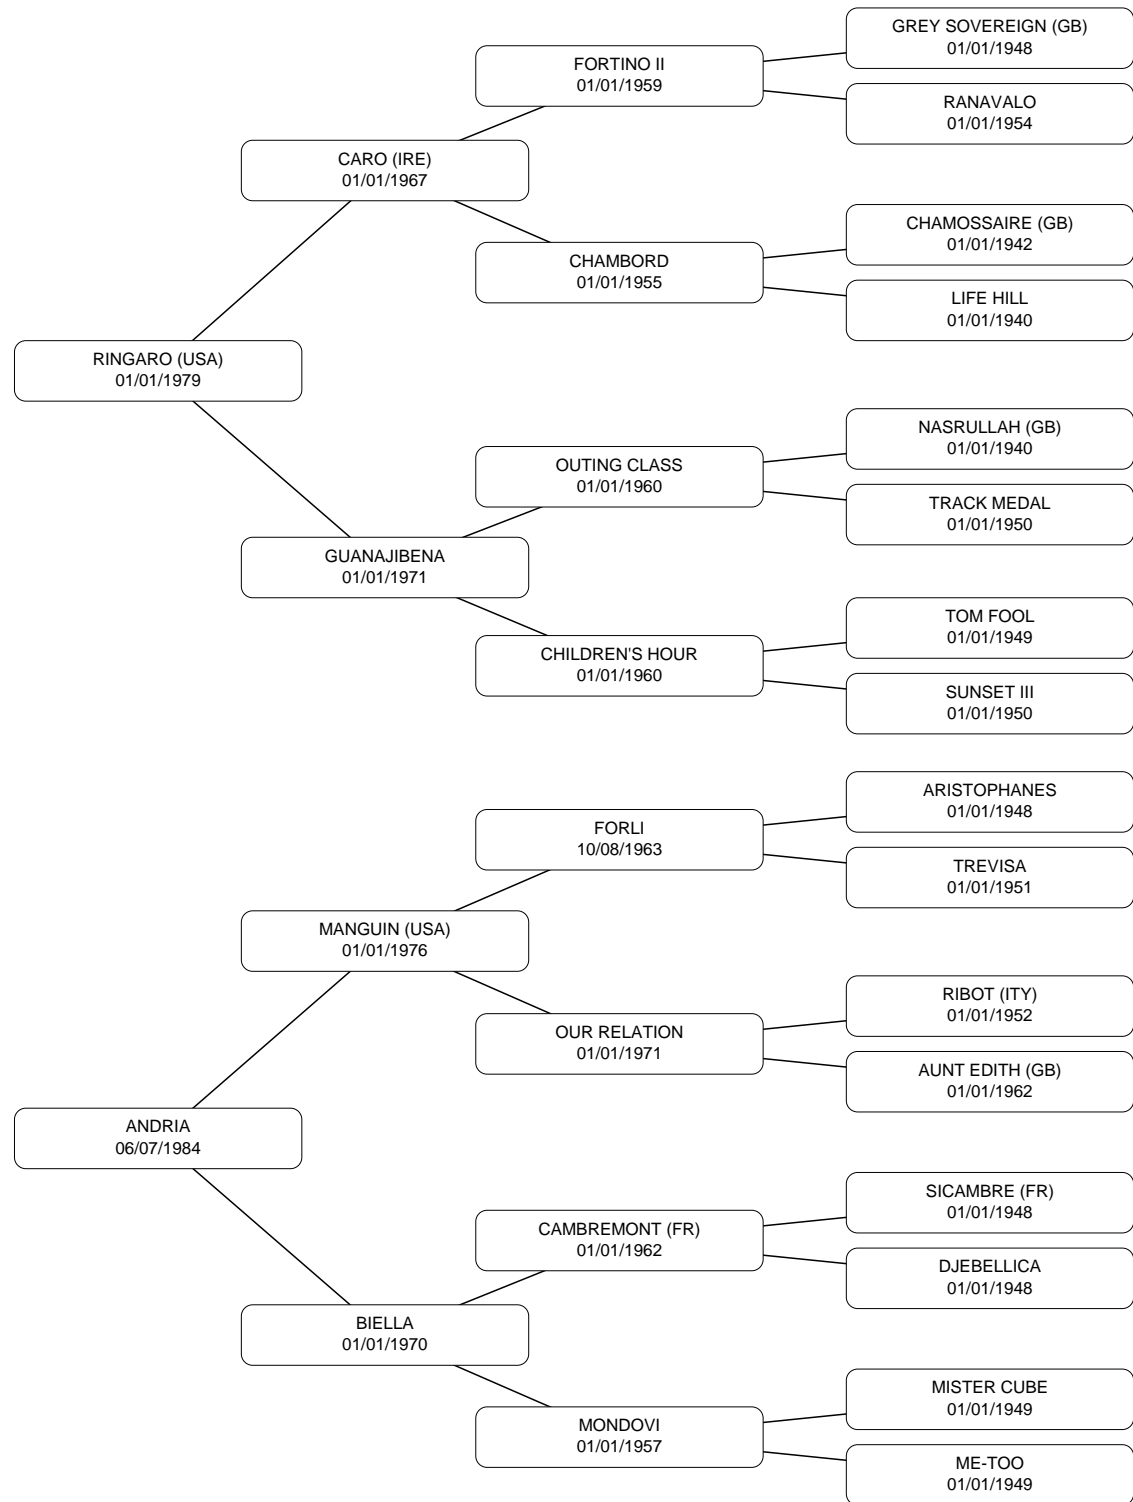 GREY SOVEREIGN (GB)
01/01/1948
FORTINO II
01/01/1959
RANAVALO
01/01/1954
CARO (IRE)
01/01/1967
CHAMOSSAIRE (GB)
01/01/1942
CHAMBORD
01/01/1955
LIFE HILL
01/01/1940
RINGARO (USA)
01/01/1979
NASRULLAH (GB)
01/01/1940
OUTING CLASS
01/01/1960
TRACK MEDAL
01/01/1950
GUANAJIBENA
01/01/1971
TOM FOOL
01/01/1949
CHILDREN'S HOUR
01/01/1960
SUNSET III
01/01/1950
ARISTOPHANES
01/01/1948
FORLI
10/08/1963
TREVISA
01/01/1951
MANGUIN (USA)
01/01/1976
RIBOT (ITY)
01/01/1952
OUR RELATION
01/01/1971
AUNT EDITH (GB)
01/01/1962
ANDRIA
06/07/1984
SICAMBRE (FR)
01/01/1948
CAMBREMONT (FR)
01/01/1962
DJEBELLICA
01/01/1948
BIELLA
01/01/1970
MISTER CUBE
01/01/1949
MONDOVI
01/01/1957
ME-TOO
01/01/1949